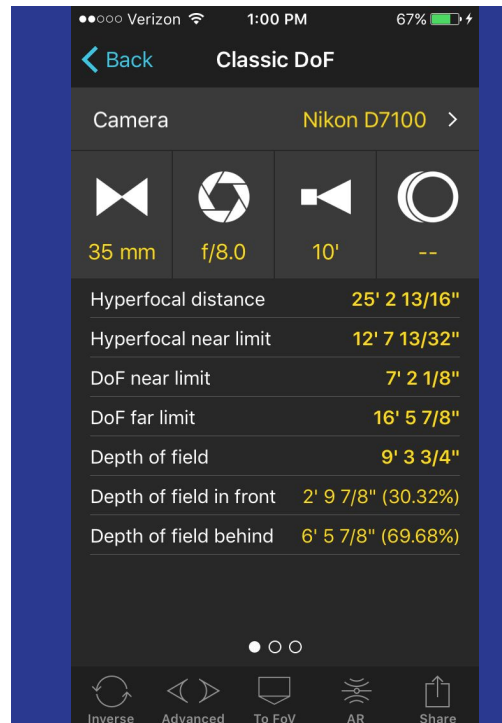 ●●○○○ Verizon 1:00 PM 67%
Back Classic DoF
Camera Nikon D7100 >
35 mm f/8.0 10' --
Hyperfocal distance 25' 2 13/16"
Hyperfocal near limit 12' 7 13/32"
DoF near limit 7' 2 1/8"
DoF far limit 16' 5 7/8"
Depth of field 9' 3 3/4"
Depth of field in front 2' 9 7/8" (30.32%)
Depth of field behind 6' 5 7/8" (69.68%)
Inverse Advanced To FoV AR Share